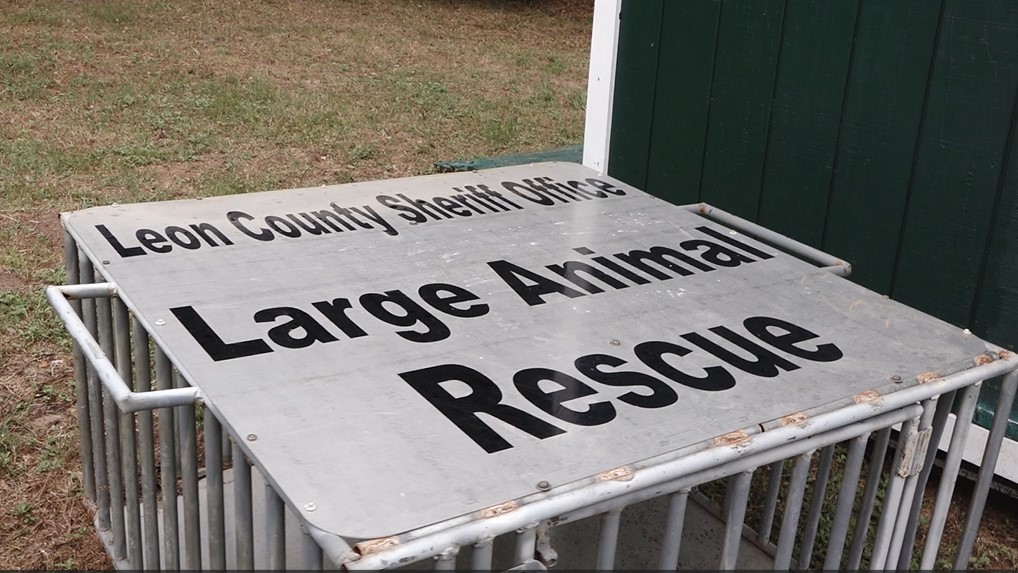 Leon County Sheriff Office
Large Animal
Rescue